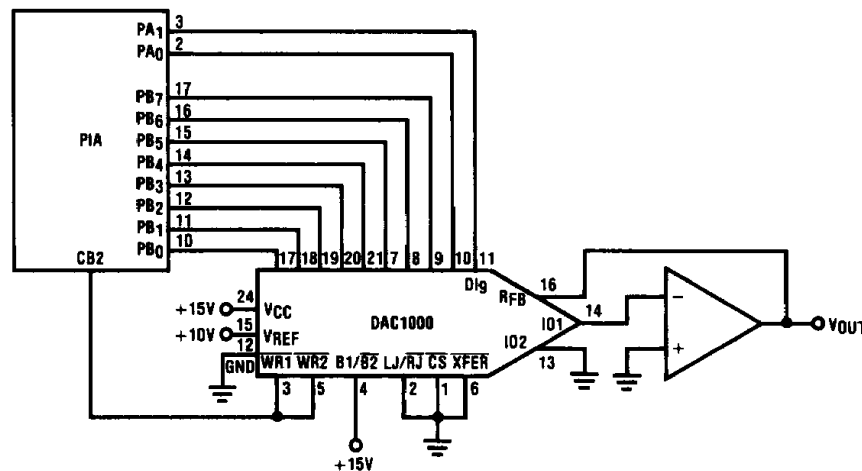 PA1 3
PA0 2
PB7 17
PB6 16
PIA PB5 15
PB4 14
PB3 13
PB2 12
PB1 11
PB0 10
CB2
17 18 19 20 21 7 8 9 10 11
DI9
+15V 24 VCC
+10V 15 VREF
12 GND
DAC1000
RFB 16
IO1 14
IO2 13
WR1 WR2 B1/B2 LJ/RJ CS XFER
3 5 4 2 1 6
+15V
−
+
VOUT